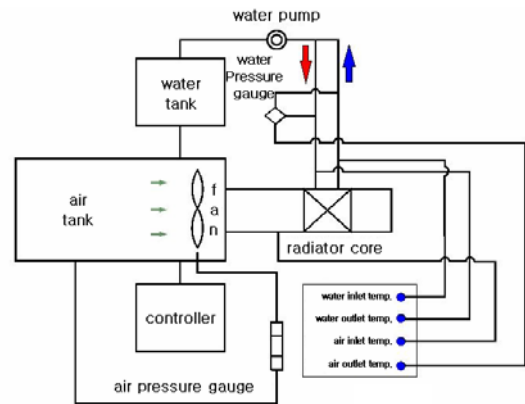 water pump
water
Pressure
gauge
water
tank
air
tank
f
a
n
radiator core
controller
air pressure gauge
water inlet temp.
water outlet temp.
air inlet temp.
air outlet temp.